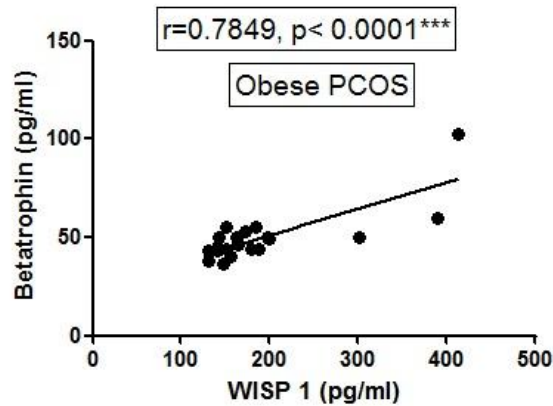 r=0.7849, p< 0.0001***
Obese PCOS
150
100
50
0
Betatrophin (pg/ml)
0 100 200 300 400 500
WISP 1 (pg/ml)